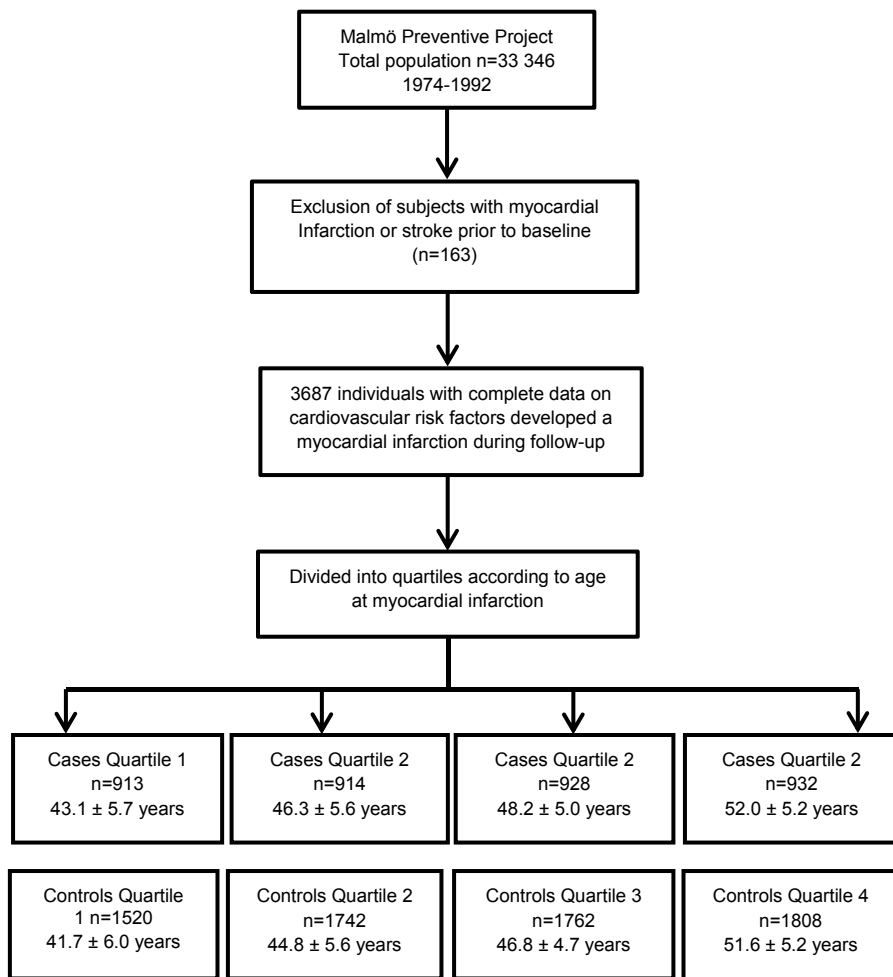 Malmö Preventive Project
Total population n=33 346
1974-1992
Exclusion of subjects with myocardial
Infarction or stroke prior to baseline
(n=163)
3687 individuals with complete data on
cardiovascular risk factors developed a
myocardial infarction during follow-up
Divided into quartiles according to age
at myocardial infarction
Cases Quartile 1
n=913
43.1 ± 5.7 years
Cases Quartile 2
n=914
46.3 ± 5.6 years
Cases Quartile 2
n=928
48.2 ± 5.0 years
Cases Quartile 2
n=932
52.0 ± 5.2 years
Controls Quartile
1 n=1520
41.7 ± 6.0 years
Controls Quartile 2
n=1742
44.8 ± 5.6 years
Controls Quartile 3
n=1762
46.8 ± 4.7 years
Controls Quartile 4
n=1808
51.6 ± 5.2 years